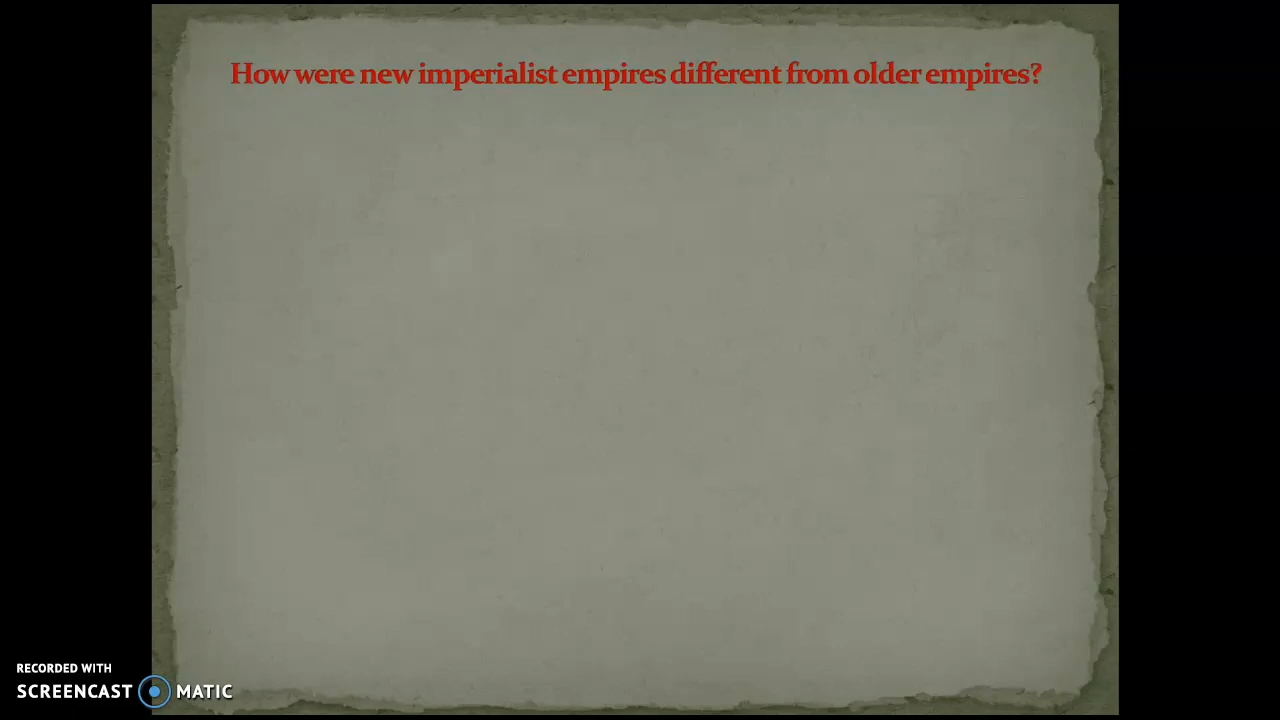 How were new imperialist empires different from older empires?
RECORDED WITH
SCREENCAST MATIC